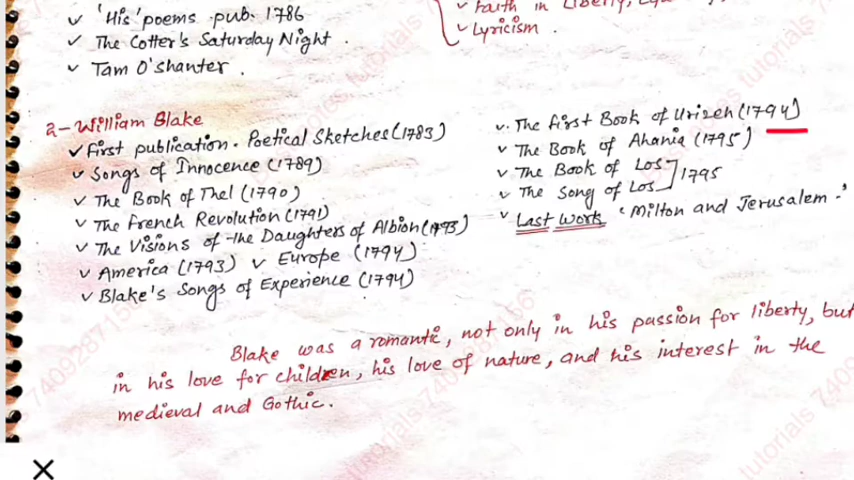 ✓ 'His' poems pub. 1786
✓ The Cotter's Saturday Night.
✓ Tam O'shanter.
✓ Faith in Liberty,
✓ Lyricism.
2- William Blake
✓ First publication. Poetical Sketches (1783)
✓ Songs of Innocence (1789)
✓ The Book of Thel (1790)
✓ The French Revolution (1791)
✓ The Visions of the Daughters of Albion (1793)
✓ America (1793) ✓ Europe (1794)
✓ Blake's Songs of Experience (1794)
✓ The first Book of Urizen (1794)
✓ The Book of Ahania (1795)
✓ The Book of Los
✓ The Song of Los
1795
✓ Last Work 'Milton and Jerusalem.'
Blake was a romantic, not only in his passion for liberty, but
in his love for children, his love of nature, and his interest in the
medieval and Gothic.